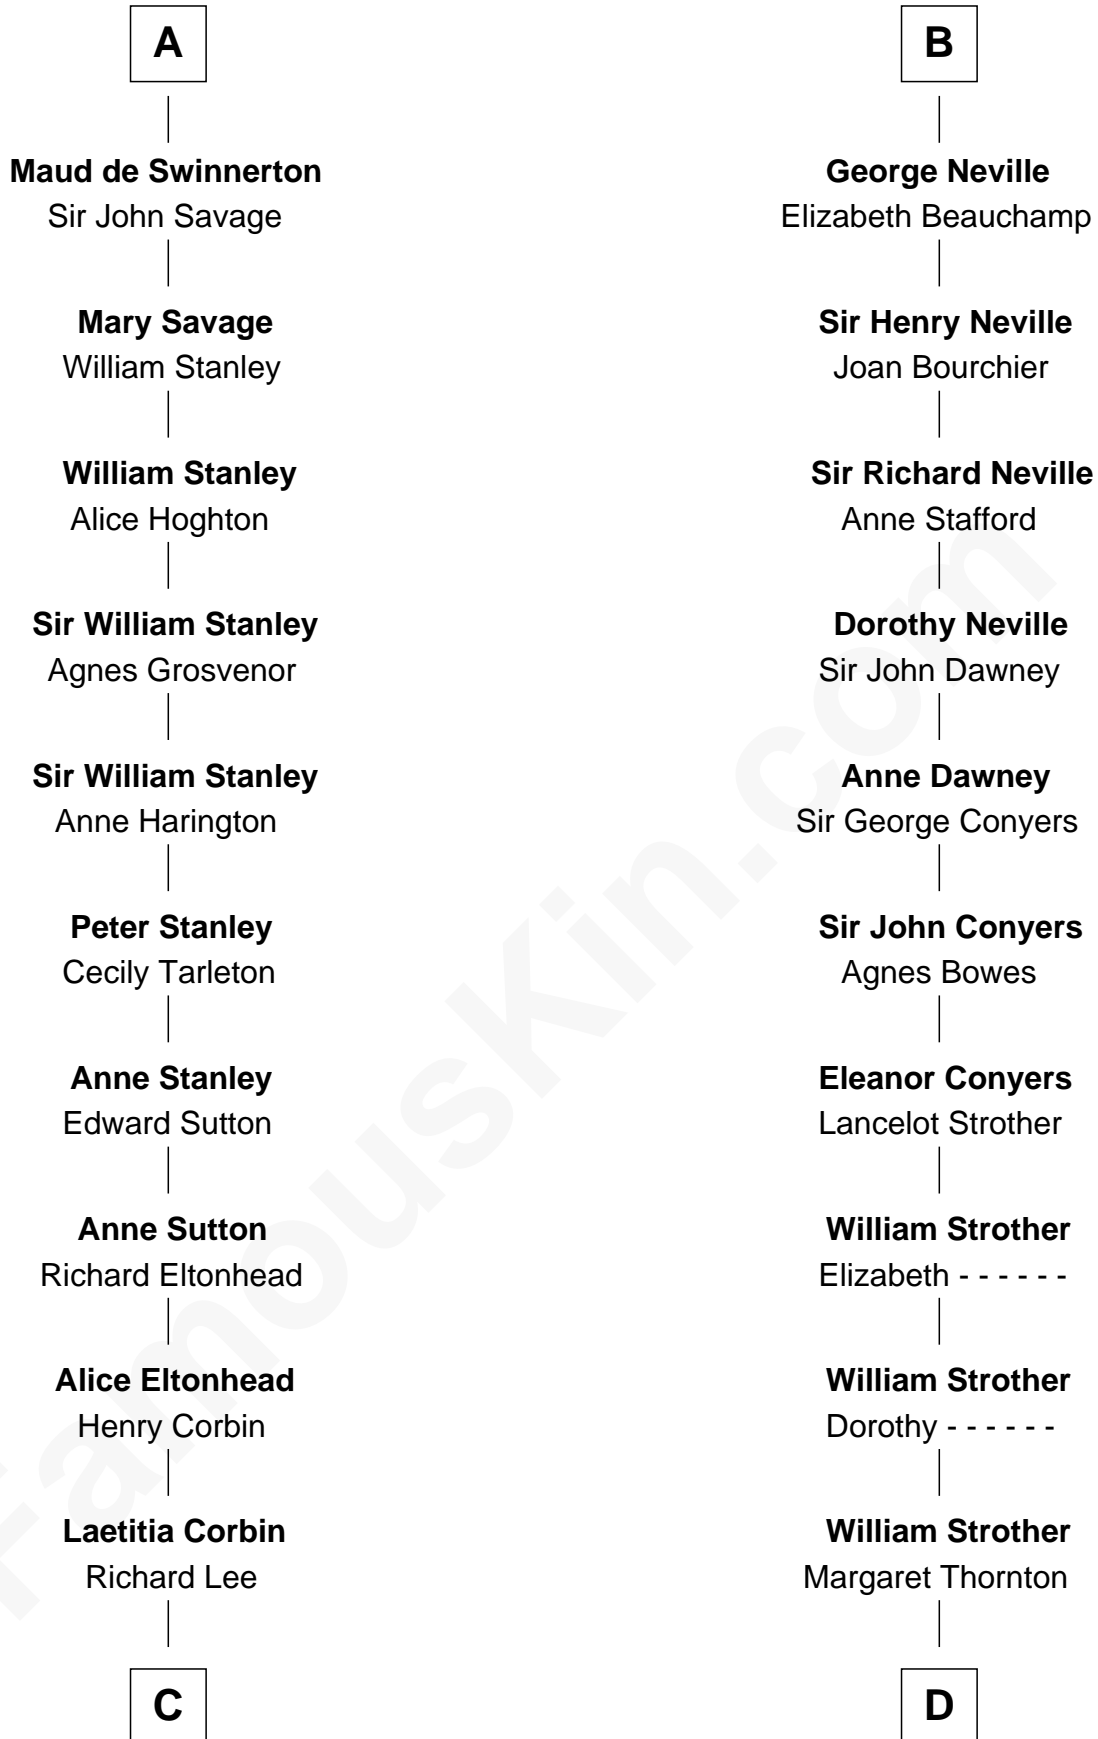 A
Maud de Swinnerton
Sir John Savage
Mary Savage
William Stanley
William Stanley
Alice Hoghton
Sir William Stanley
Agnes Grosvenor
Sir William Stanley
Anne Harington
Peter Stanley
Cecily Tarleton
Anne Stanley
Edward Sutton
Anne Sutton
Richard Eltonhead
Alice Eltonhead
Henry Corbin
Laetitia Corbin
Richard Lee
C
B
George Neville
Elizabeth Beauchamp
Sir Henry Neville
Joan Bourchier
Sir Richard Neville
Anne Stafford
Dorothy Neville
Sir John Dawney
Anne Dawney
Sir George Conyers
Sir John Conyers
Agnes Bowes
Eleanor Conyers
Lancelot Strother
William Strother
Elizabeth - - - - - -
William Strother
Dorothy - - - - - -
William Strother
Margaret Thornton
D
FamousKin.com